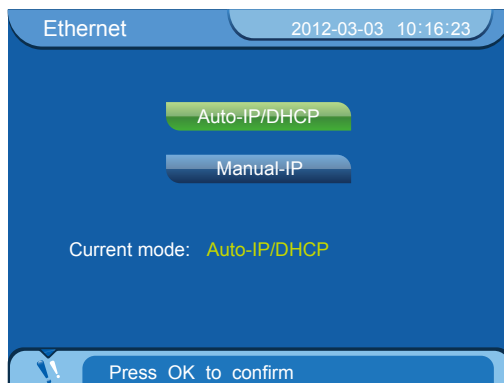 Ethernet 2012-03-03 10:16:23
Auto-IP/DHCP
Manual-IP
Current mode: Auto-IP/DHCP
Press OK to confirm